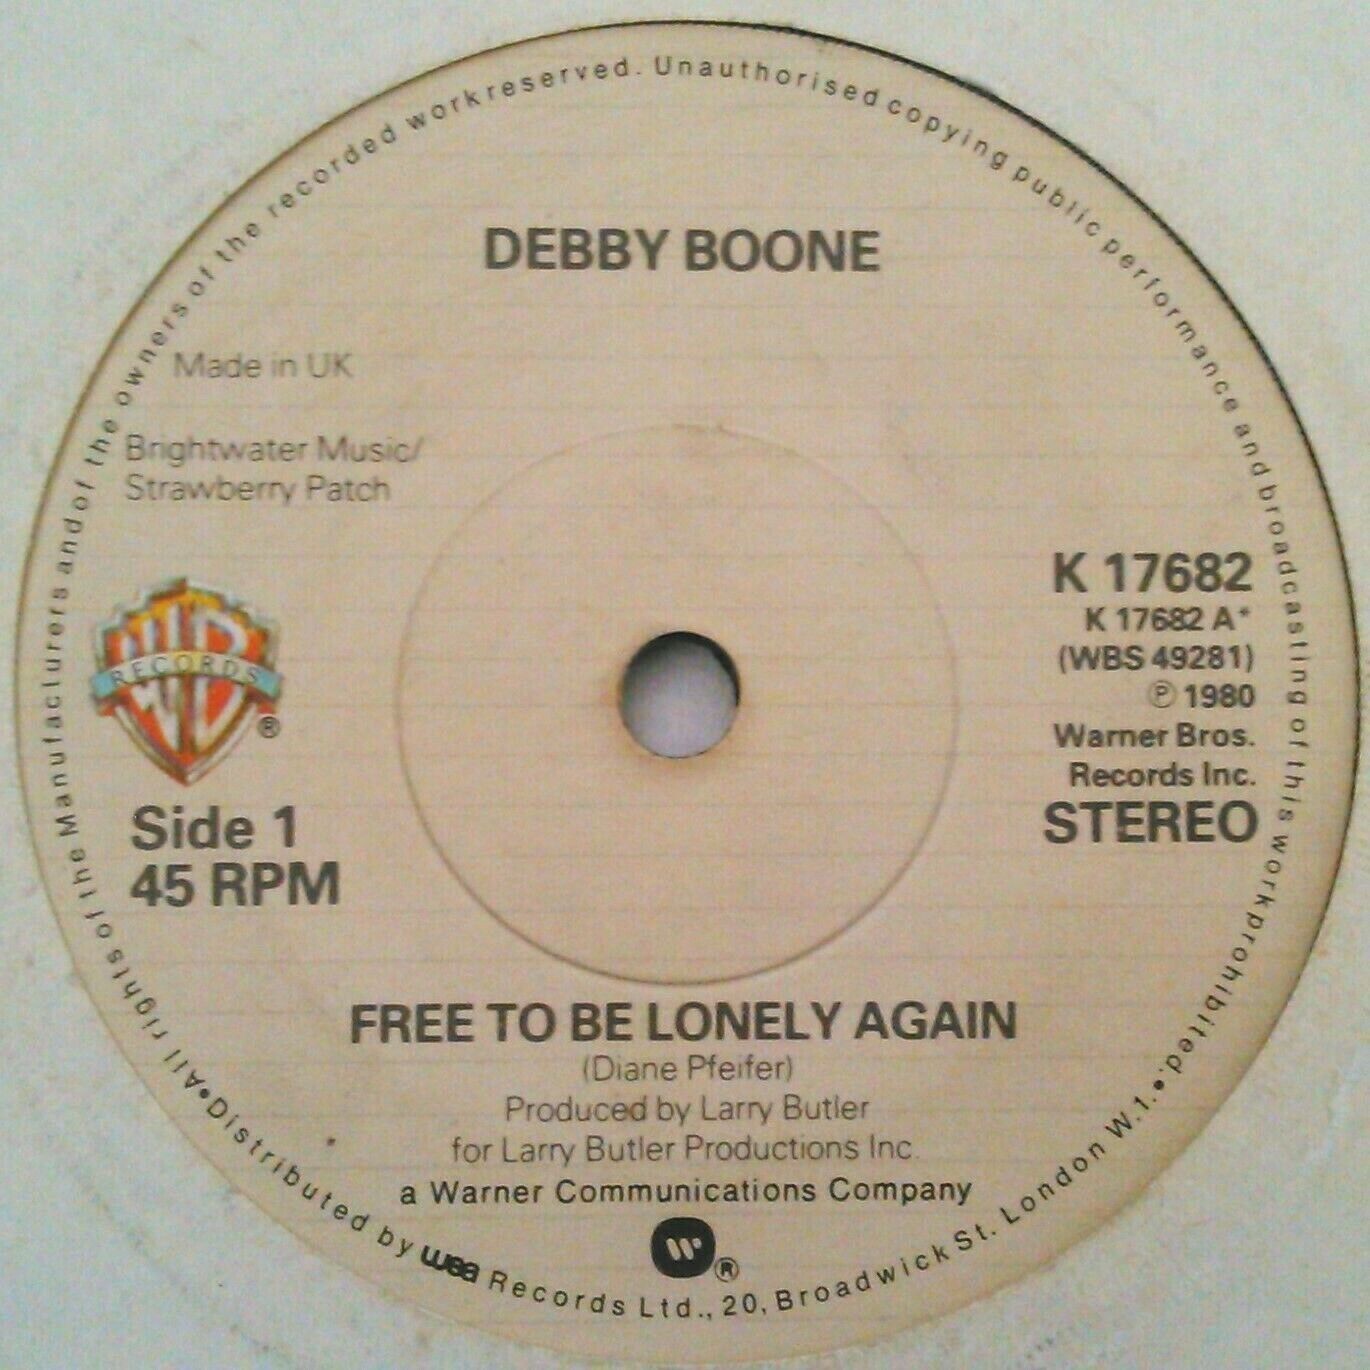 All rights of the Manufacturers and of the owners of the recorded work reserved. Unauthorised copying public performance and broadcasting of this work prohibited.
DEBBY BOONE
Made in UK
Brightwater Music/
Strawberry Patch
K 17682
K 17682 A*
(WBS 49281)
℗ 1980
Warner Bros.
Records Inc.
STEREO
WB
RECORDS
®
Side 1
45 RPM
FREE TO BE LONELY AGAIN
(Diane Pfeifer)
Produced by Larry Butler
for Larry Butler Productions Inc.
a Warner Communications Company
W ®
•Distributed by wea Records Ltd., 20, Broadwick St. London W.1.•